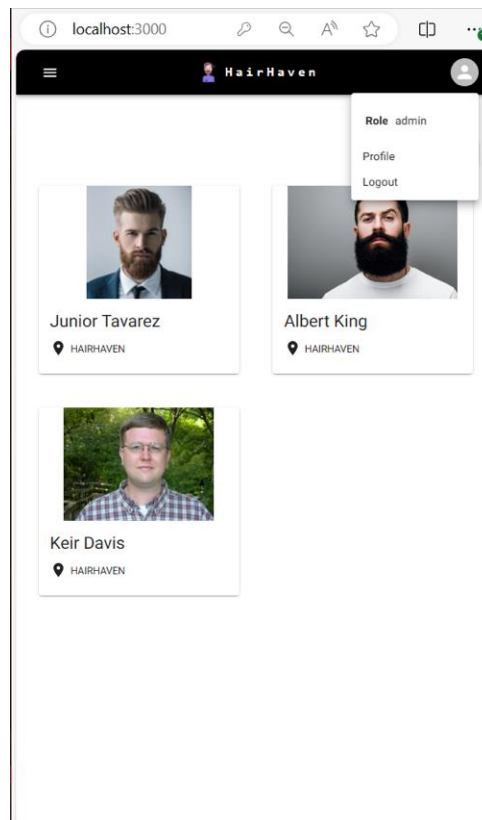 localhost:3000
HairHaven
Role admin
Profile
Logout
Junior Tavarez
HAIRHAVEN
Albert King
HAIRHAVEN
Keir Davis
HAIRHAVEN